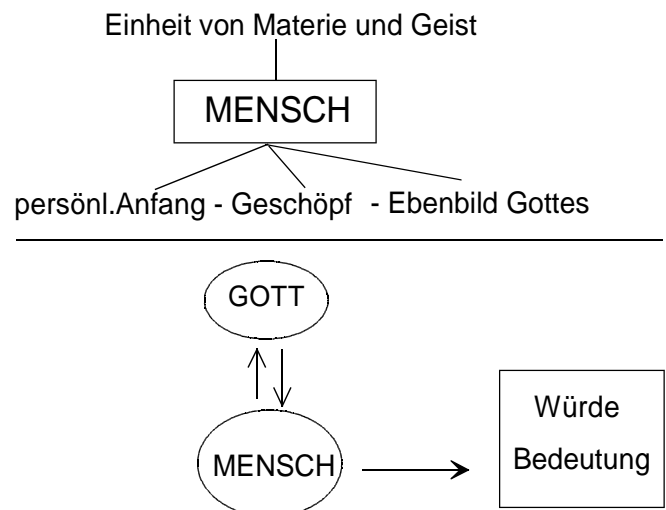 Einheit von Materie und Geist
MENSCH
persönl.Anfang - Geschöpf - Ebenbild Gottes
GOTT
MENSCH
Würde
Bedeutung